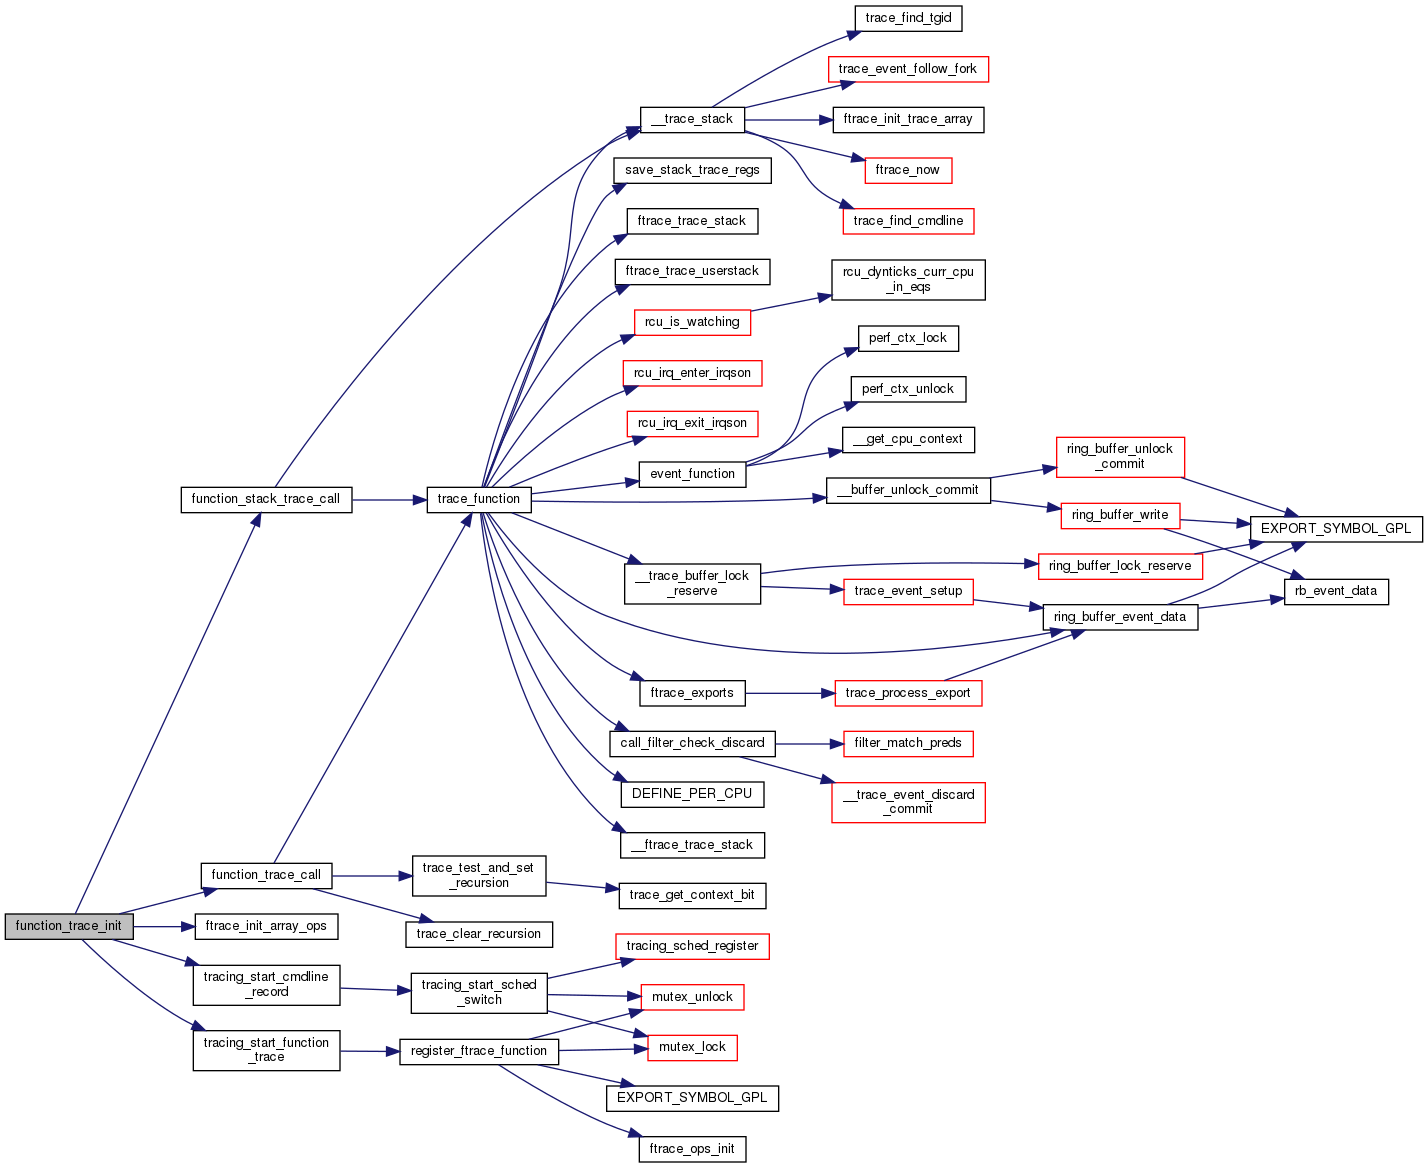 trace_find_tgid
trace_event_follow_fork
__trace_stack
ftrace_init_trace_array
save_stack_trace_regs
ftrace_now
ftrace_trace_stack
trace_find_cmdline
ftrace_trace_userstack
rcu_dynticks_curr_cpu
_in_eqs
rcu_is_watching
perf_ctx_lock
rcu_irq_enter_irqson
perf_ctx_unlock
rcu_irq_exit_irqson
__get_cpu_context
ring_buffer_unlock
_commit
event_function
__buffer_unlock_commit
function_stack_trace_call
trace_function
ring_buffer_write
EXPORT_SYMBOL_GPL
__trace_buffer_lock
_reserve
ring_buffer_lock_reserve
trace_event_setup
rb_event_data
ring_buffer_event_data
ftrace_exports
trace_process_export
call_filter_check_discard
filter_match_preds
DEFINE_PER_CPU
__trace_event_discard
_commit
__ftrace_trace_stack
function_trace_call
trace_test_and_set
_recursion
trace_get_context_bit
function_trace_init
ftrace_init_array_ops
trace_clear_recursion
tracing_sched_register
tracing_start_cmdline
_record
tracing_start_sched
_switch
mutex_unlock
tracing_start_function
_trace
register_ftrace_function
mutex_lock
EXPORT_SYMBOL_GPL
ftrace_ops_init